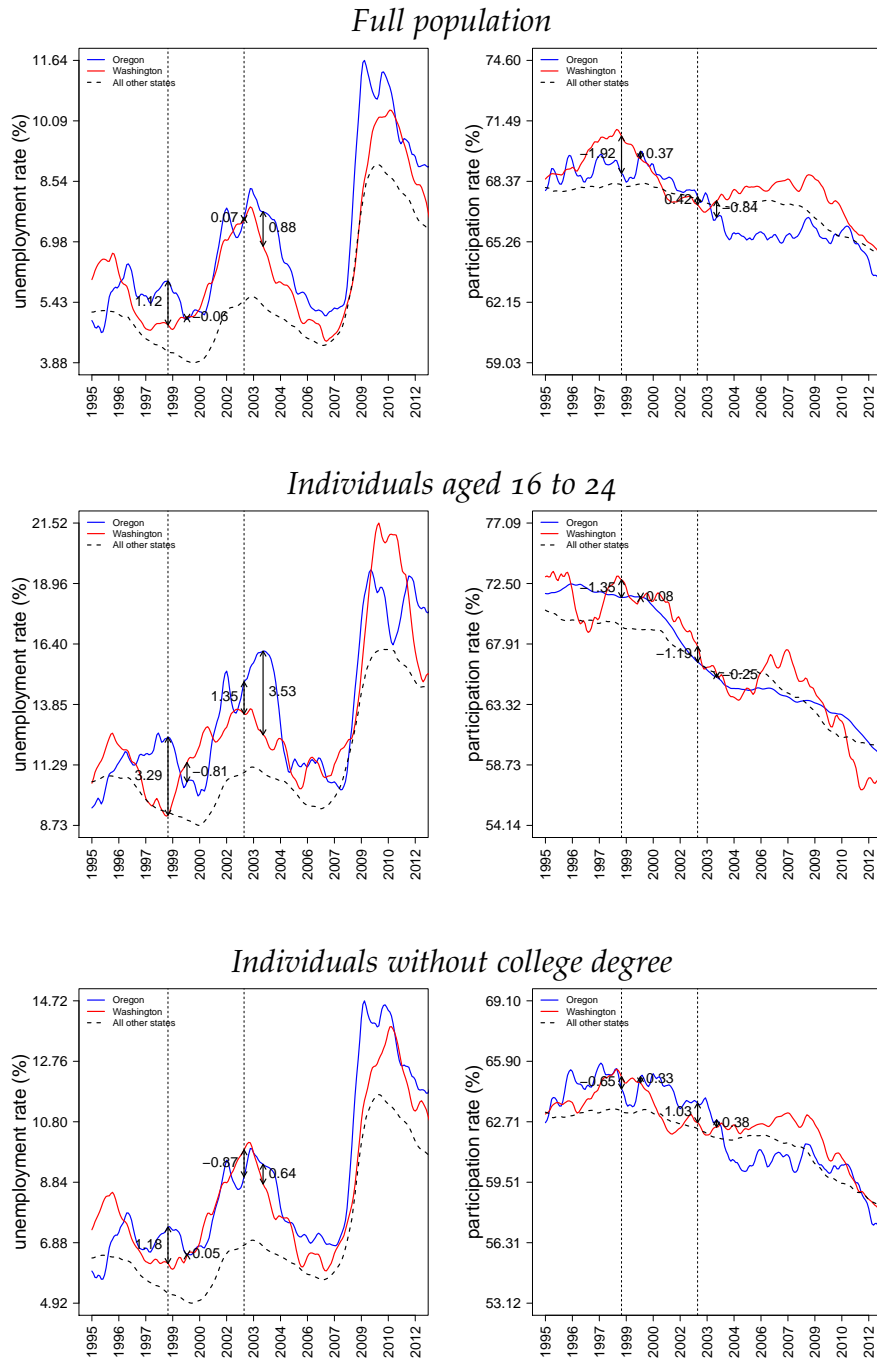 Full population
unemployment rate (%)
11.64
10.09
8.54
6.98
5.43
3.88
Oregon
Washington
All other states
1.12
−0.06
0.07
0.88
1995 1996 1997 1999 2000 2002 2003 2004 2006 2007 2009 2010 2012
participation rate (%)
74.60
71.49
68.37
65.26
62.15
59.03
Oregon
Washington
All other states
−1.92
0.37
0.42
−0.84
1995 1996 1997 1999 2000 2002 2003 2004 2006 2007 2009 2010 2012
Individuals aged 16 to 24
unemployment rate (%)
21.52
18.96
16.40
13.85
11.29
8.73
Oregon
Washington
All other states
3.29
−0.81
1.35
3.53
1995 1996 1997 1999 2000 2002 2003 2004 2006 2007 2009 2010 2012
participation rate (%)
77.09
72.50
67.91
63.32
58.73
54.14
Oregon
Washington
All other states
−1.35
0.08
−1.19
−0.25
1995 1996 1997 1999 2000 2002 2003 2004 2006 2007 2009 2010 2012
Individuals without college degree
unemployment rate (%)
14.72
12.76
10.80
8.84
6.88
4.92
Oregon
Washington
All other states
1.18
0.05
−0.87
0.64
1995 1996 1997 1999 2000 2002 2003 2004 2006 2007 2009 2010 2012
participation rate (%)
69.10
65.90
62.71
59.51
56.31
53.12
Oregon
Washington
All other states
−0.65
0.33
1.03
0.38
1995 1996 1997 1999 2000 2002 2003 2004 2006 2007 2009 2010 2012